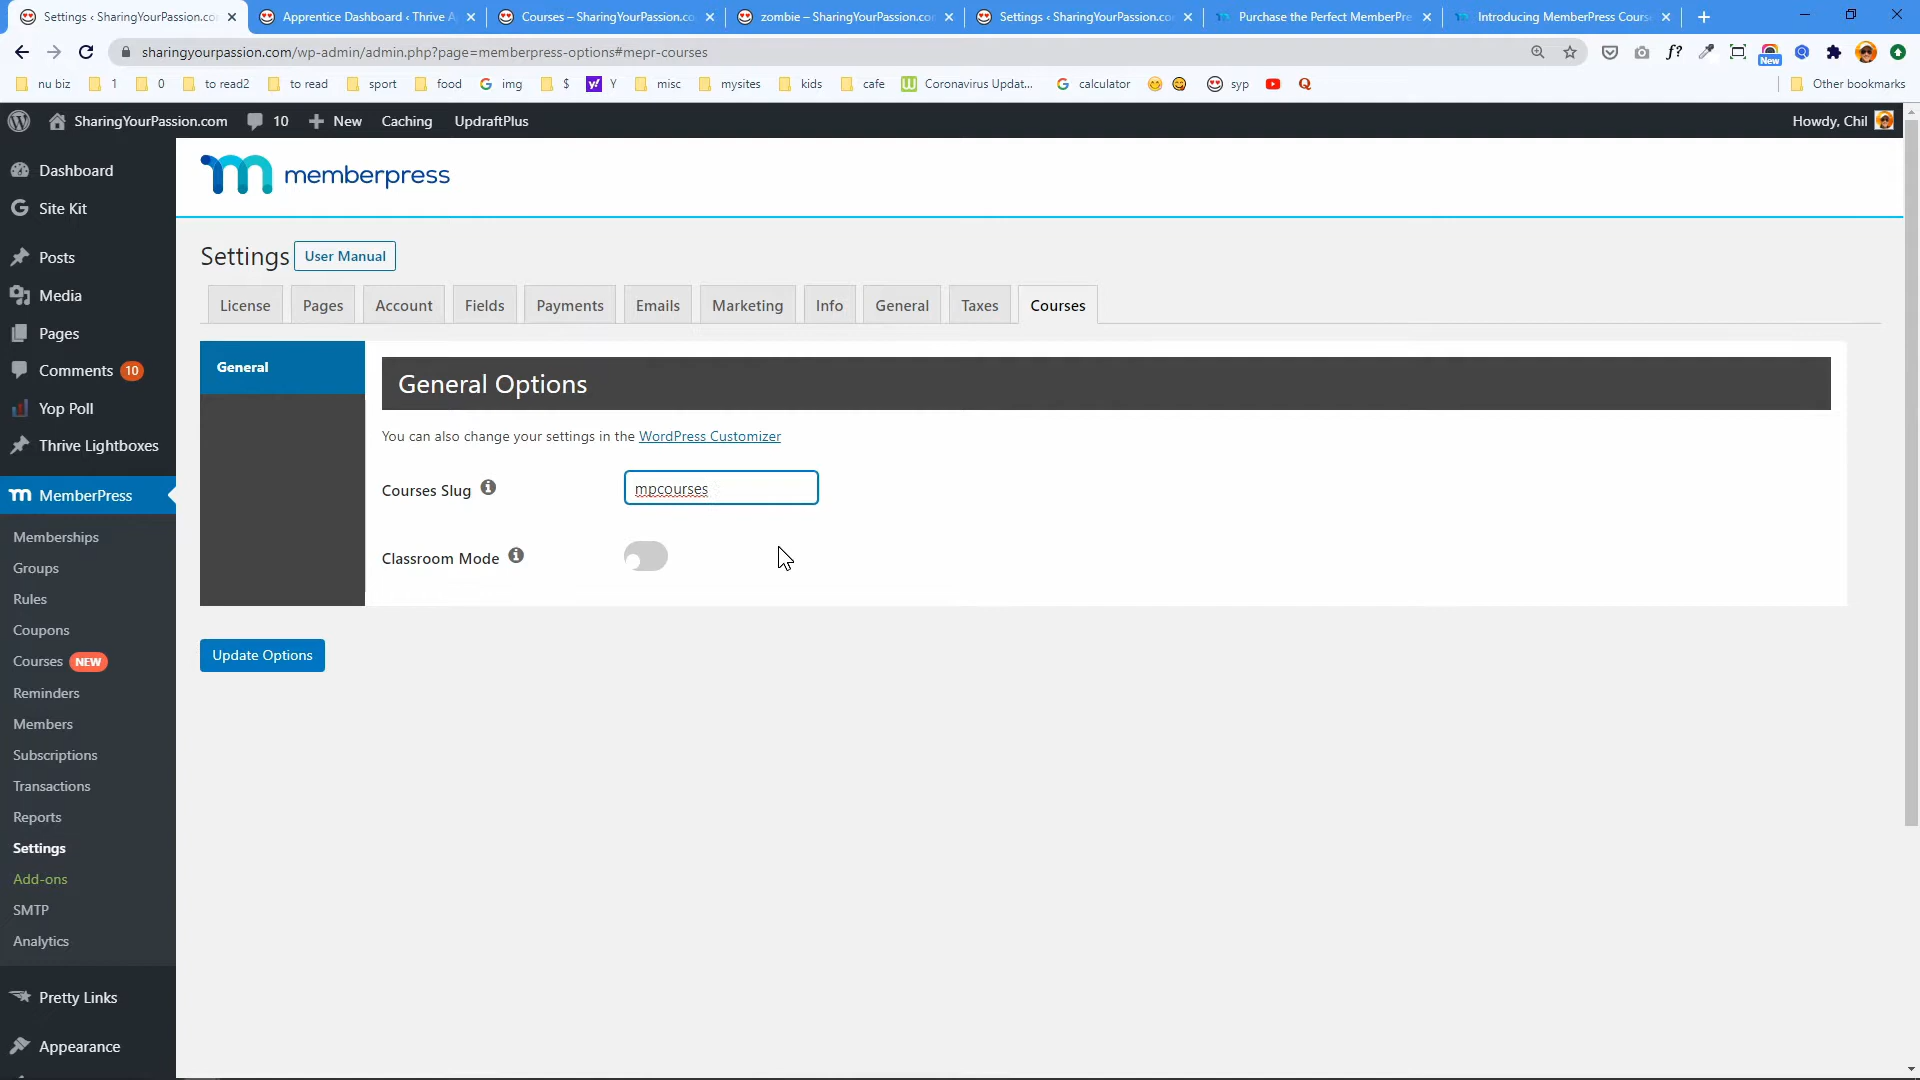 Settings ‹ SharingYourPassion.co
Apprentice Dashboard ‹ Thrive A
Courses – SharingYourPassion.co
zombie – SharingYourPassion.co
Settings ‹ SharingYourPassion.co
Purchase the Perfect MemberPre
Introducing MemberPress Cours
sharingyourpassion.com/wp-admin/admin.php?page=memberpress-options#mepr-courses
f?
New
nu biz
1
0
to read2
to read
sport
food
G img
$
y! Y
misc
mysites
kids
cafe
Coronavirus Updat...
G calculator
syp
Q
Other bookmarks
SharingYourPassion.com
10
+ New
Caching
UpdraftPlus
Howdy, Chil
Dashboard
Site Kit
Posts
Media
Pages
Comments 10
Yop Poll
Thrive Lightboxes
MemberPress
Memberships
Groups
Rules
Coupons
Courses NEW
Reminders
Members
Subscriptions
Transactions
Reports
Settings
Add-ons
SMTP
Analytics
Pretty Links
Appearance
memberpress
Settings User Manual
License
Pages
Account
Fields
Payments
Emails
Marketing
Info
General
Taxes
Courses
General
General Options
You can also change your settings in the WordPress Customizer
Courses Slug
mpcourses
Classroom Mode
Update Options